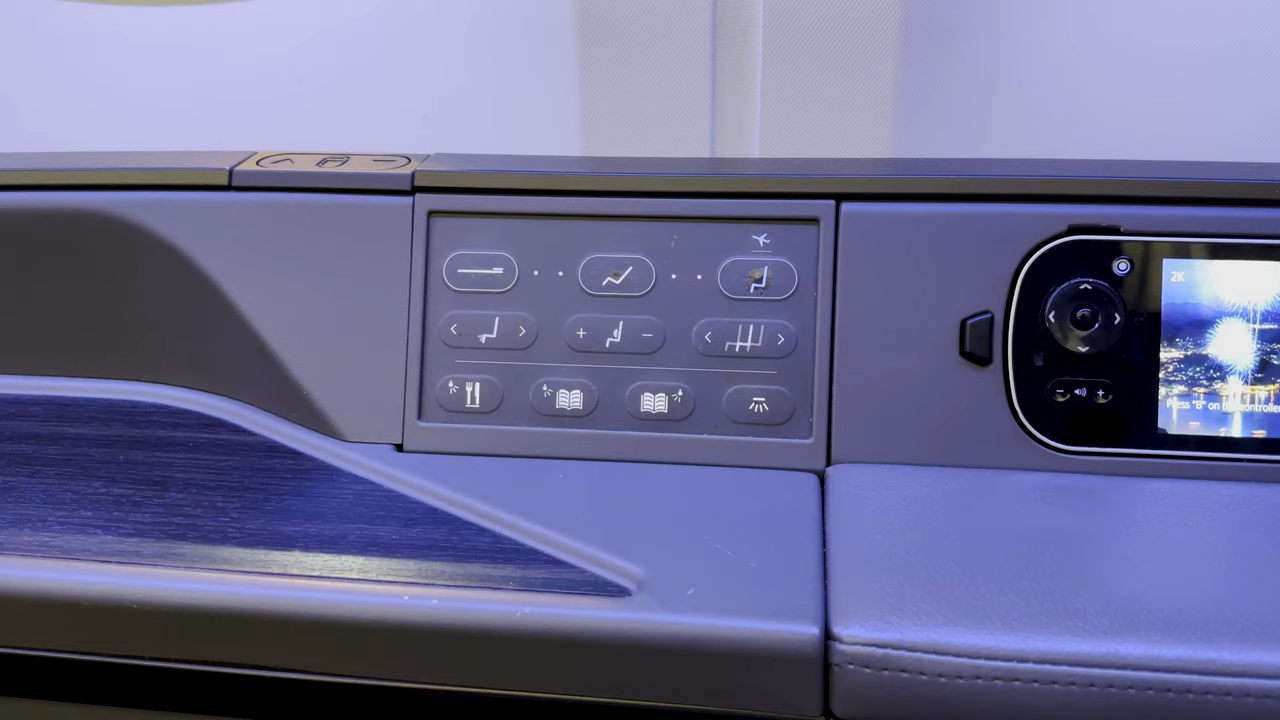 2K
Press "B" on the controller